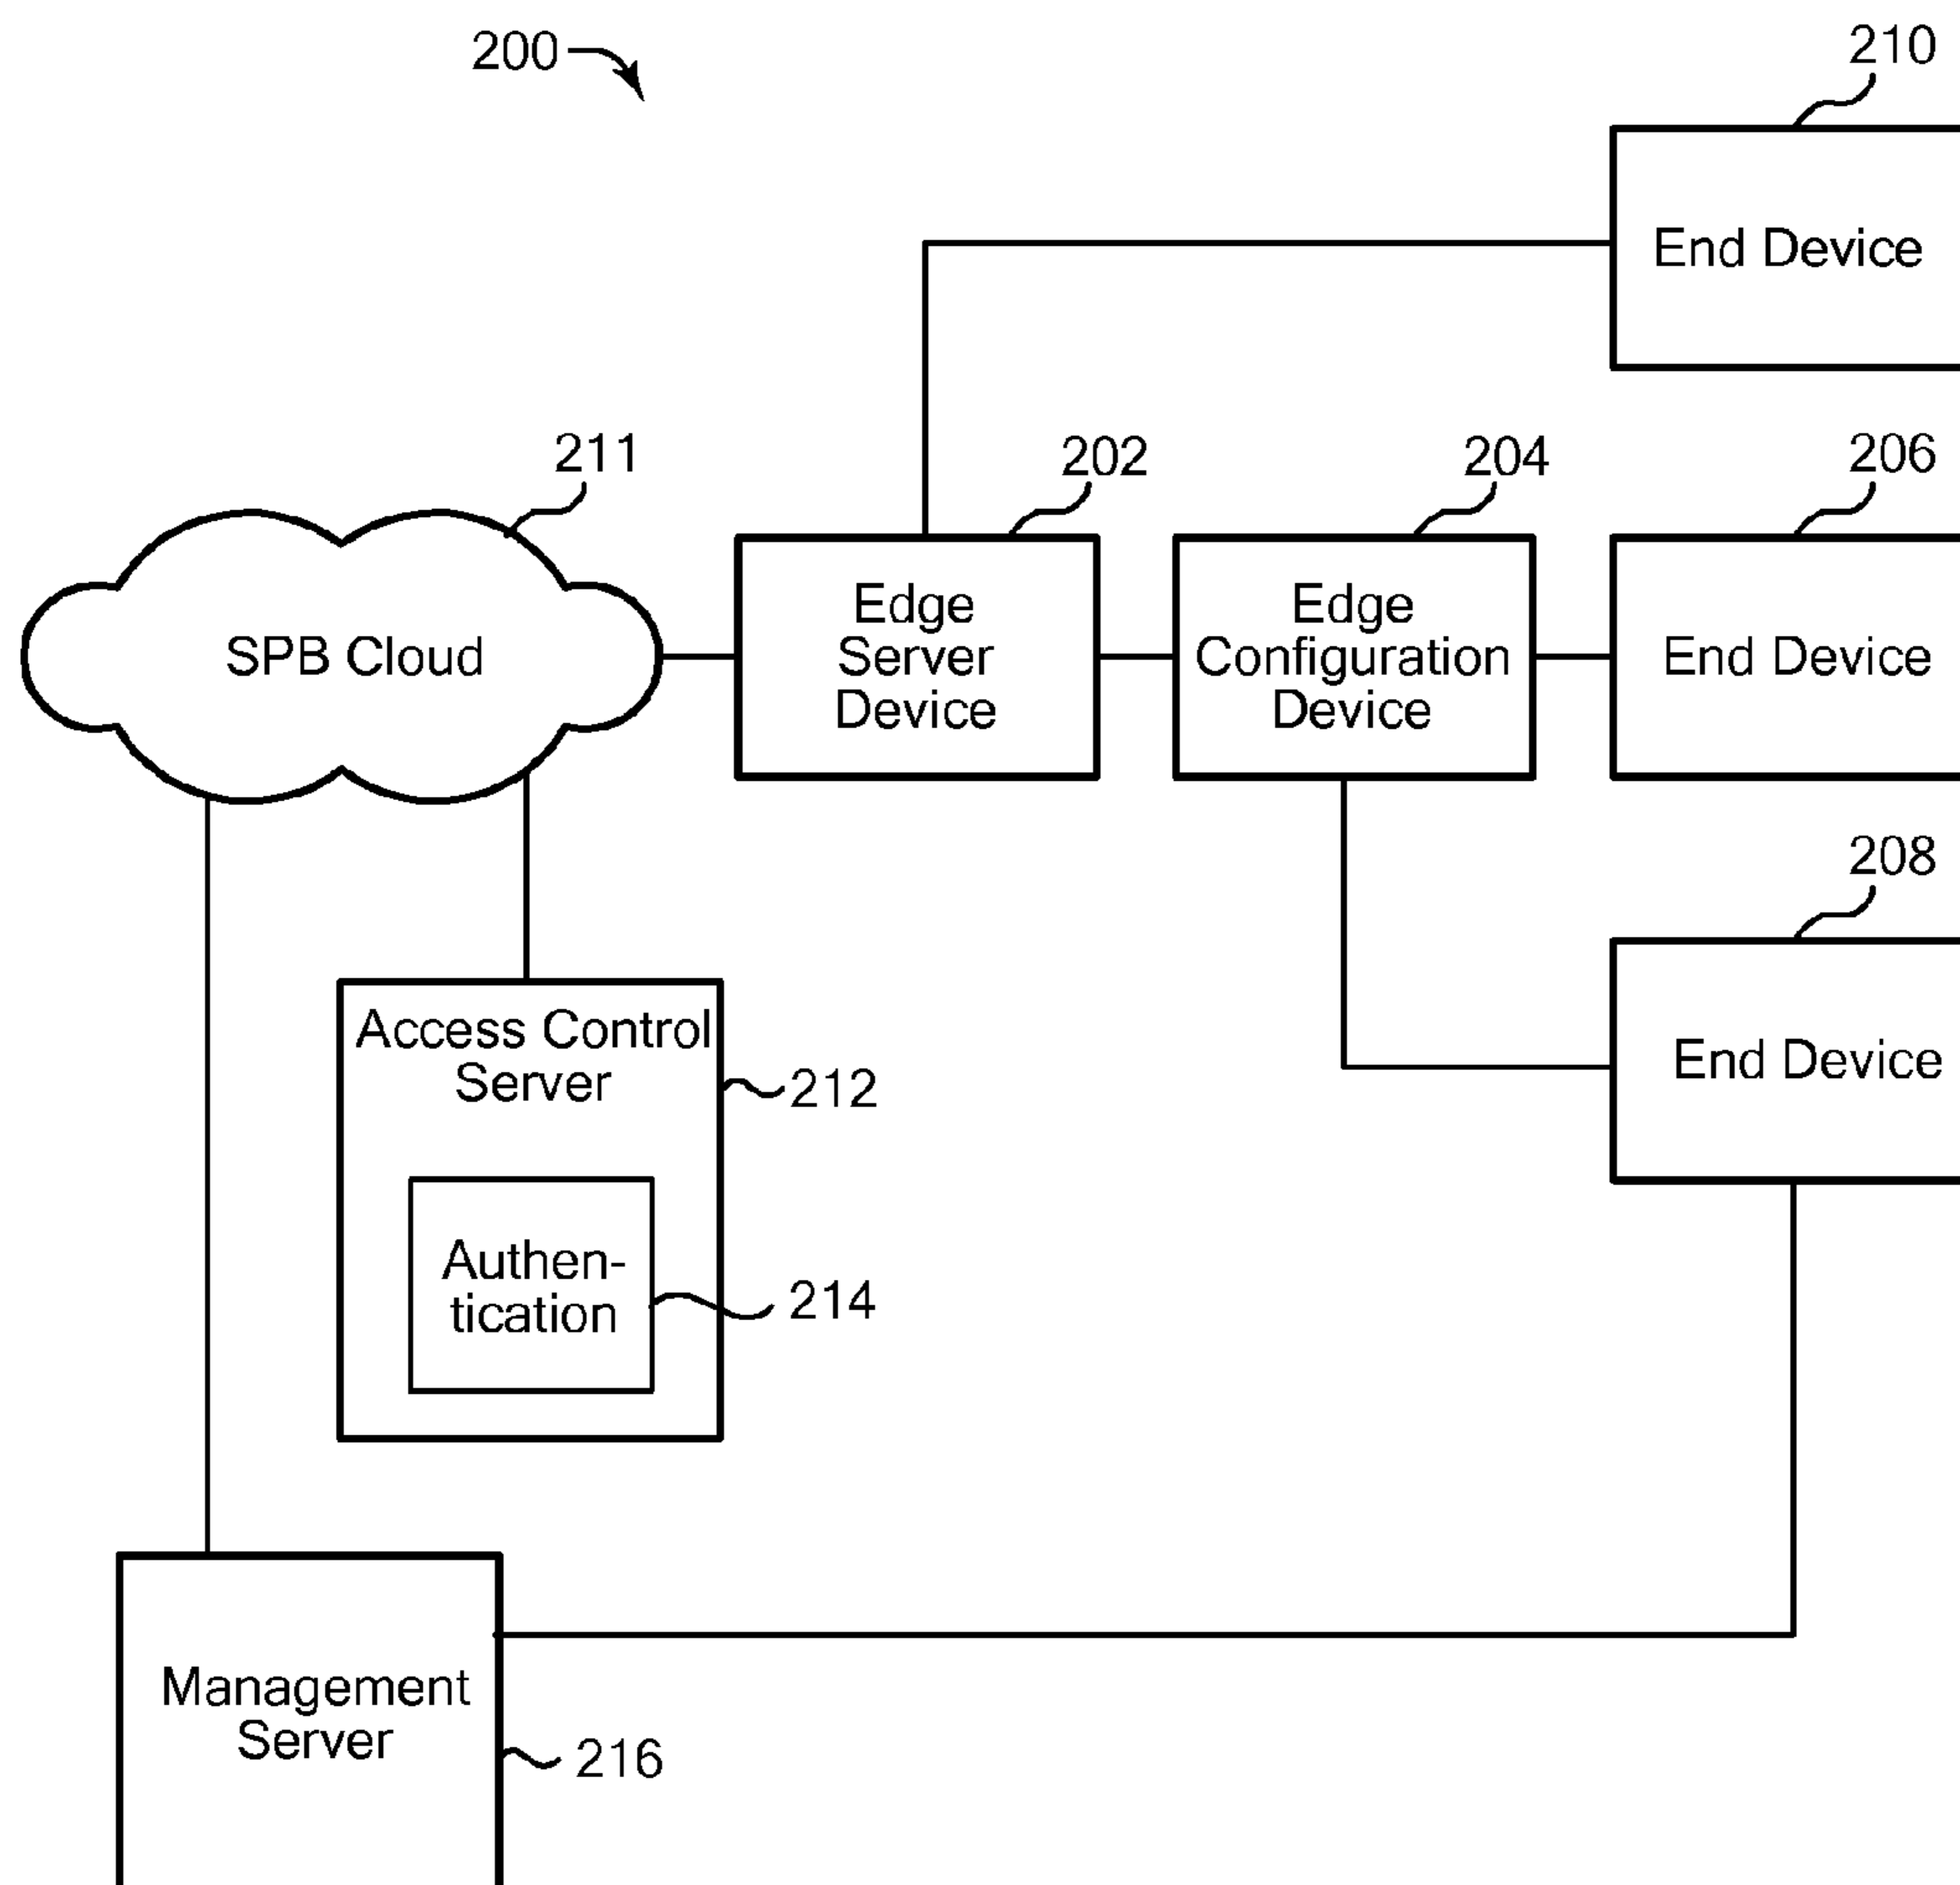 200
210
End Device
211
202
204
206
SPB Cloud
Edge
Server
Device
Edge
Configuration
Device
End Device
208
End Device
Access Control
Server
212
Authen-
tication
214
Management
Server
216